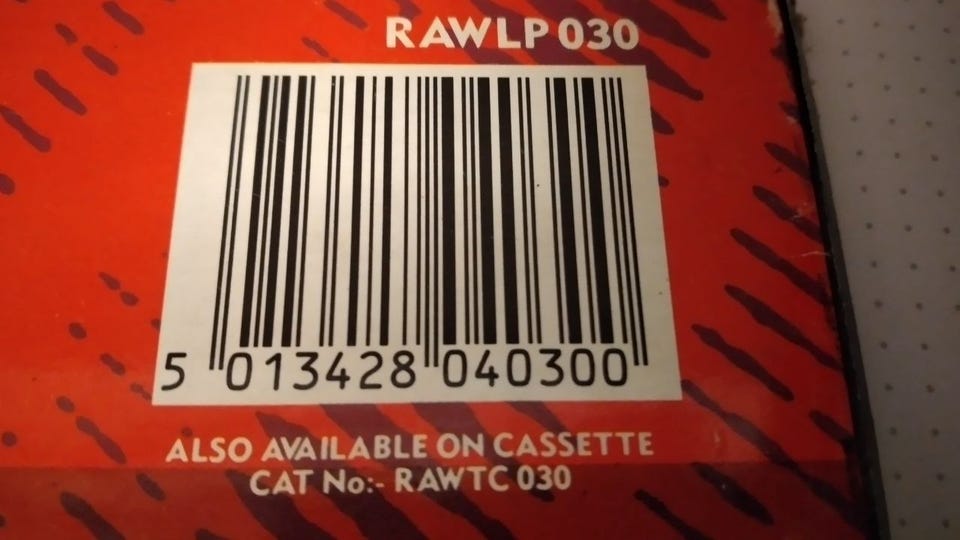 RAWLP 030
5 013428 040300
ALSO AVAILABLE ON CASSETTE
CAT No:- RAWTC 030